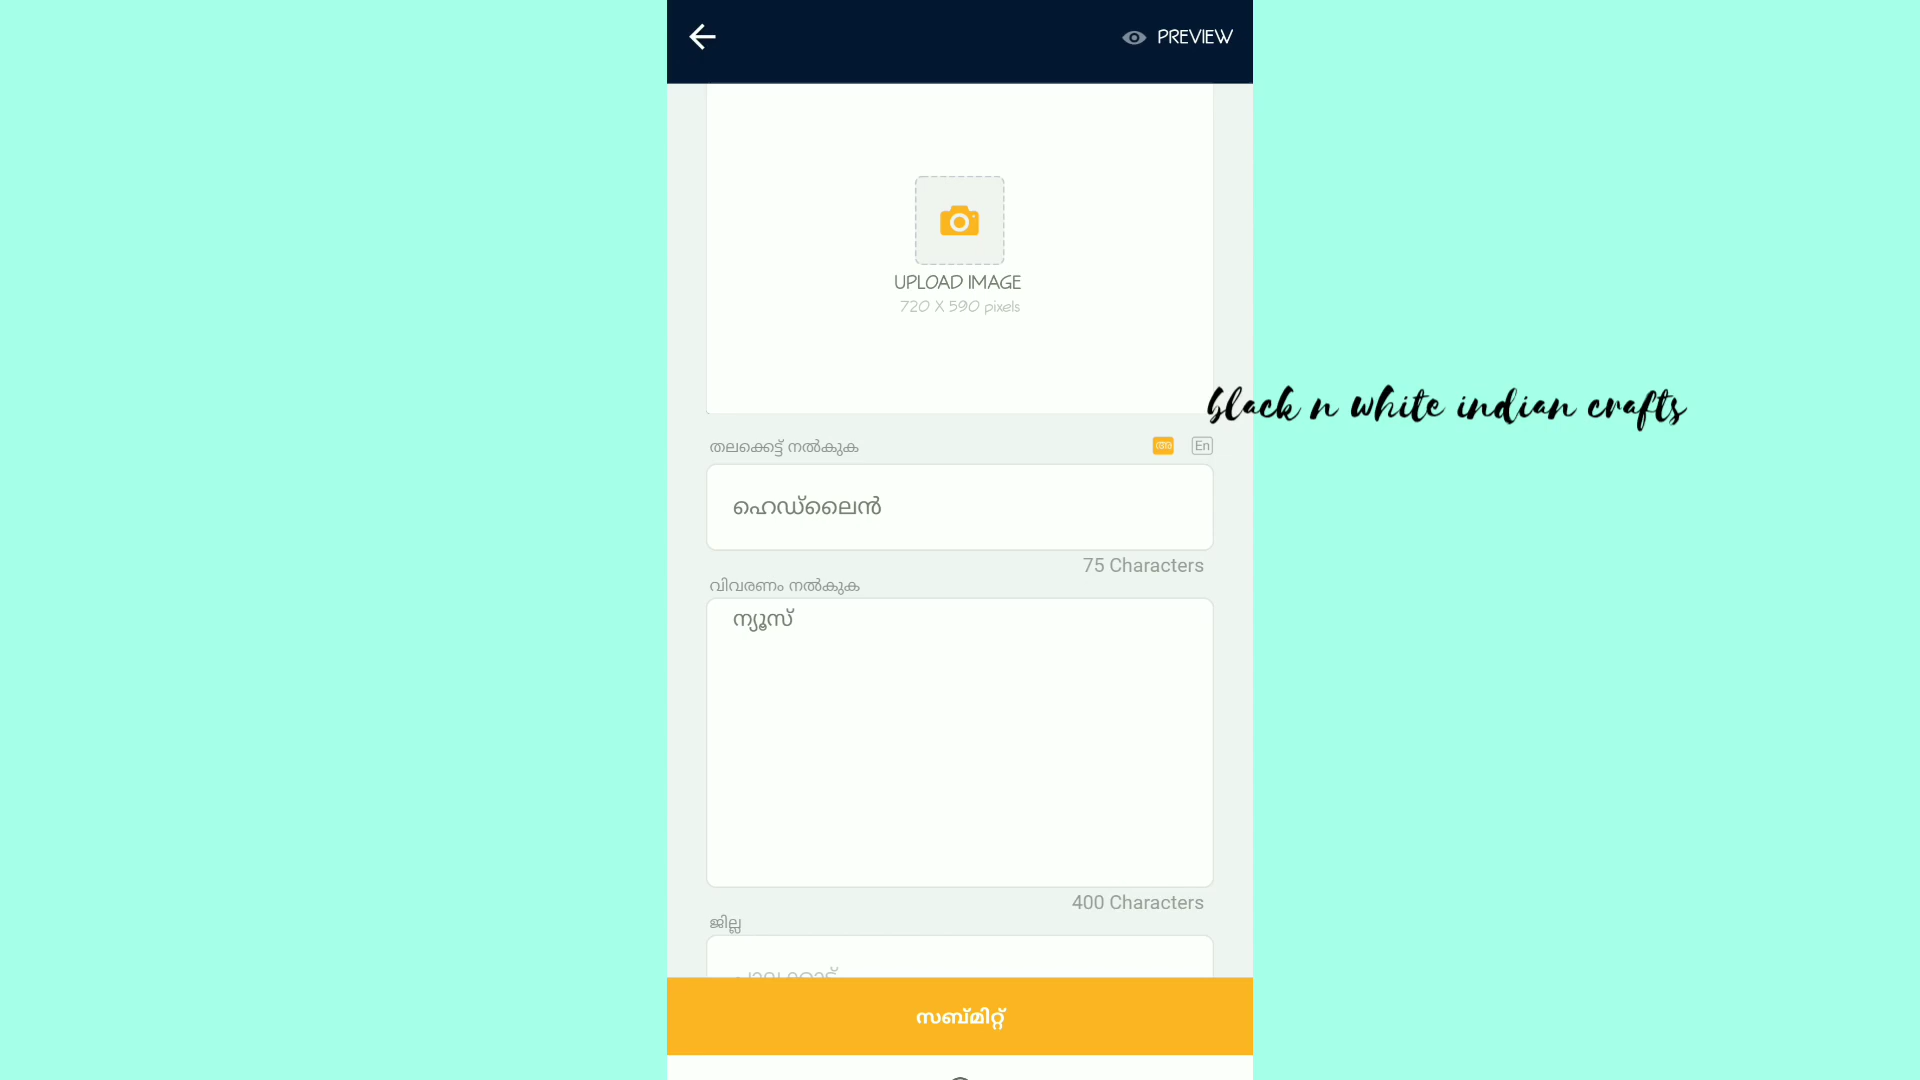 PREVIEW
UPLOAD IMAGE
720 X 590 pixels
black n white indian crafts
തലക്കെട്ട് നൽകുക
അ En
ഹെഡ്ലൈൻ
75 Characters
വിവരണം നൽകുക
ന്യൂസ്
400 Characters
ജില്ല
സബ്മിറ്റ്